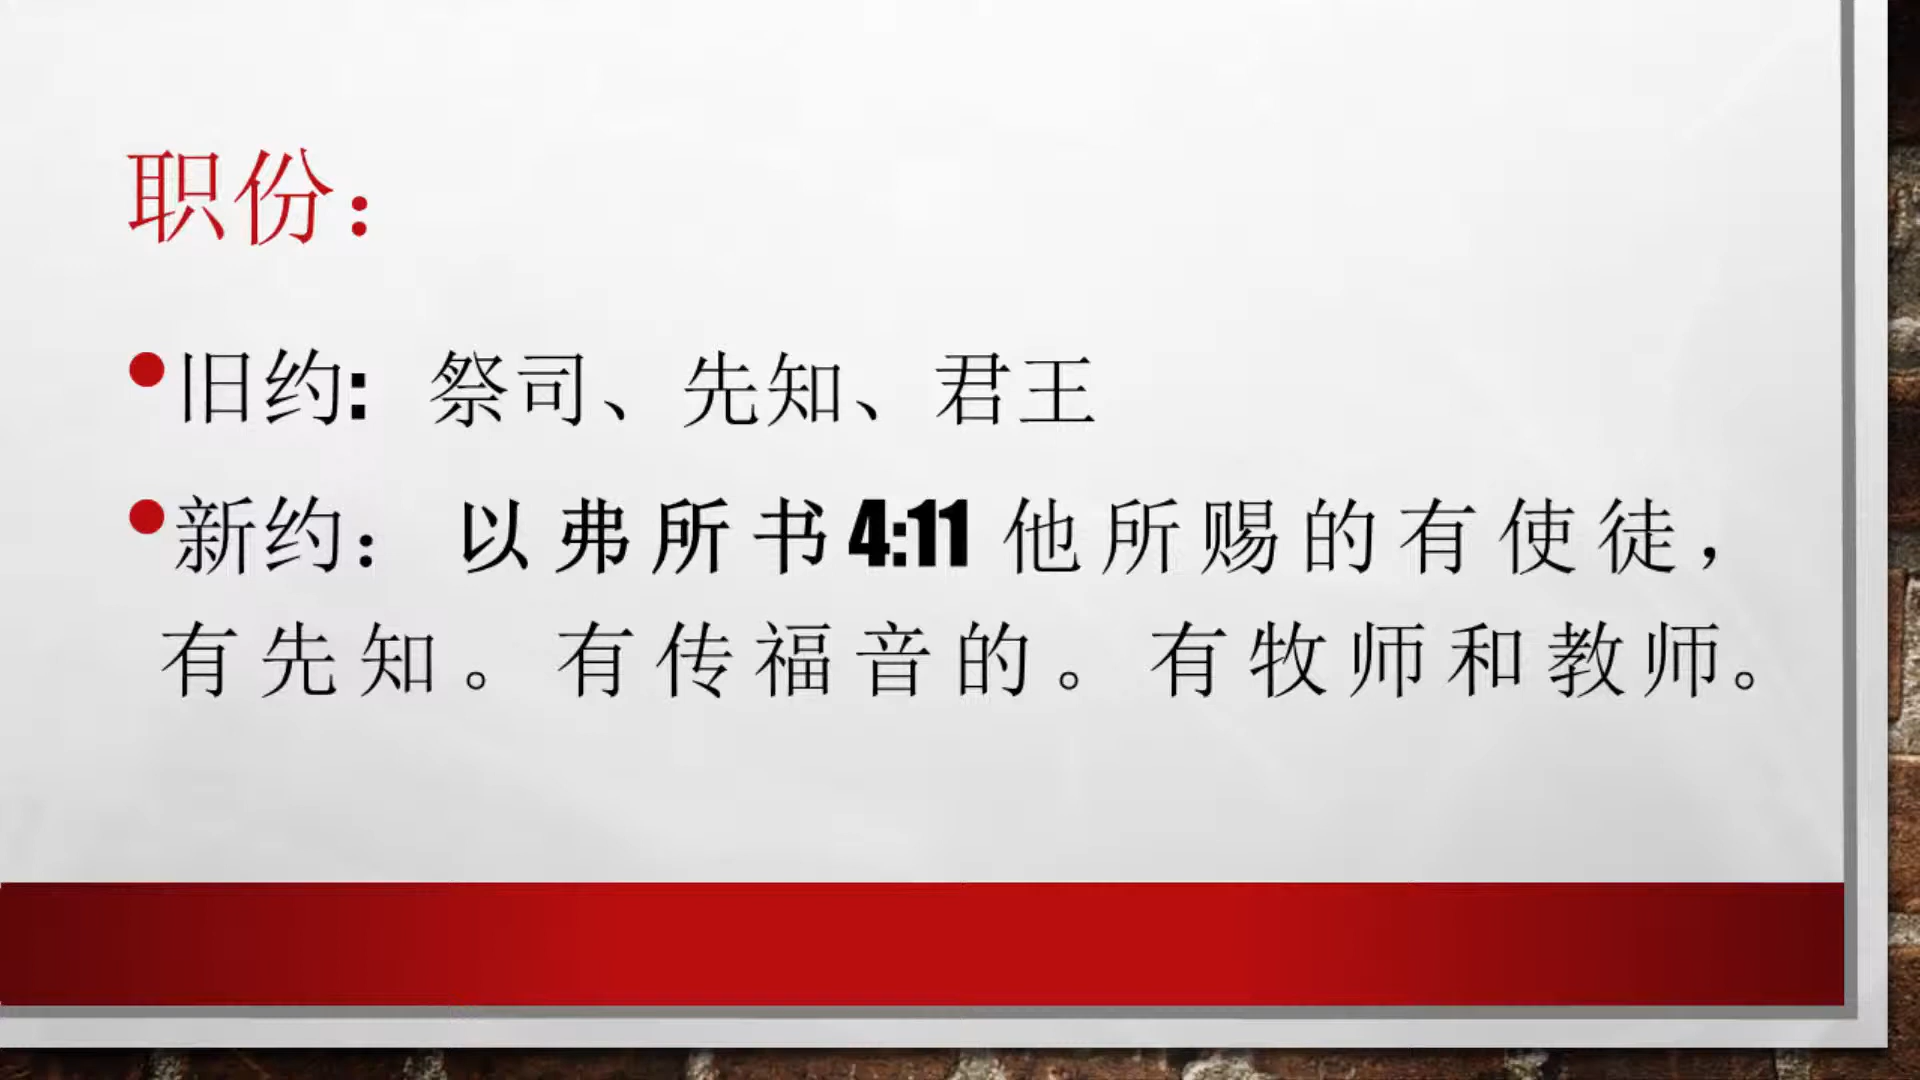 职份：
•旧约：祭司、先知、君王
•新约： 以弗所书4:11 他所赐的有使徒，
有先知。有传福音的。有牧师和教师。